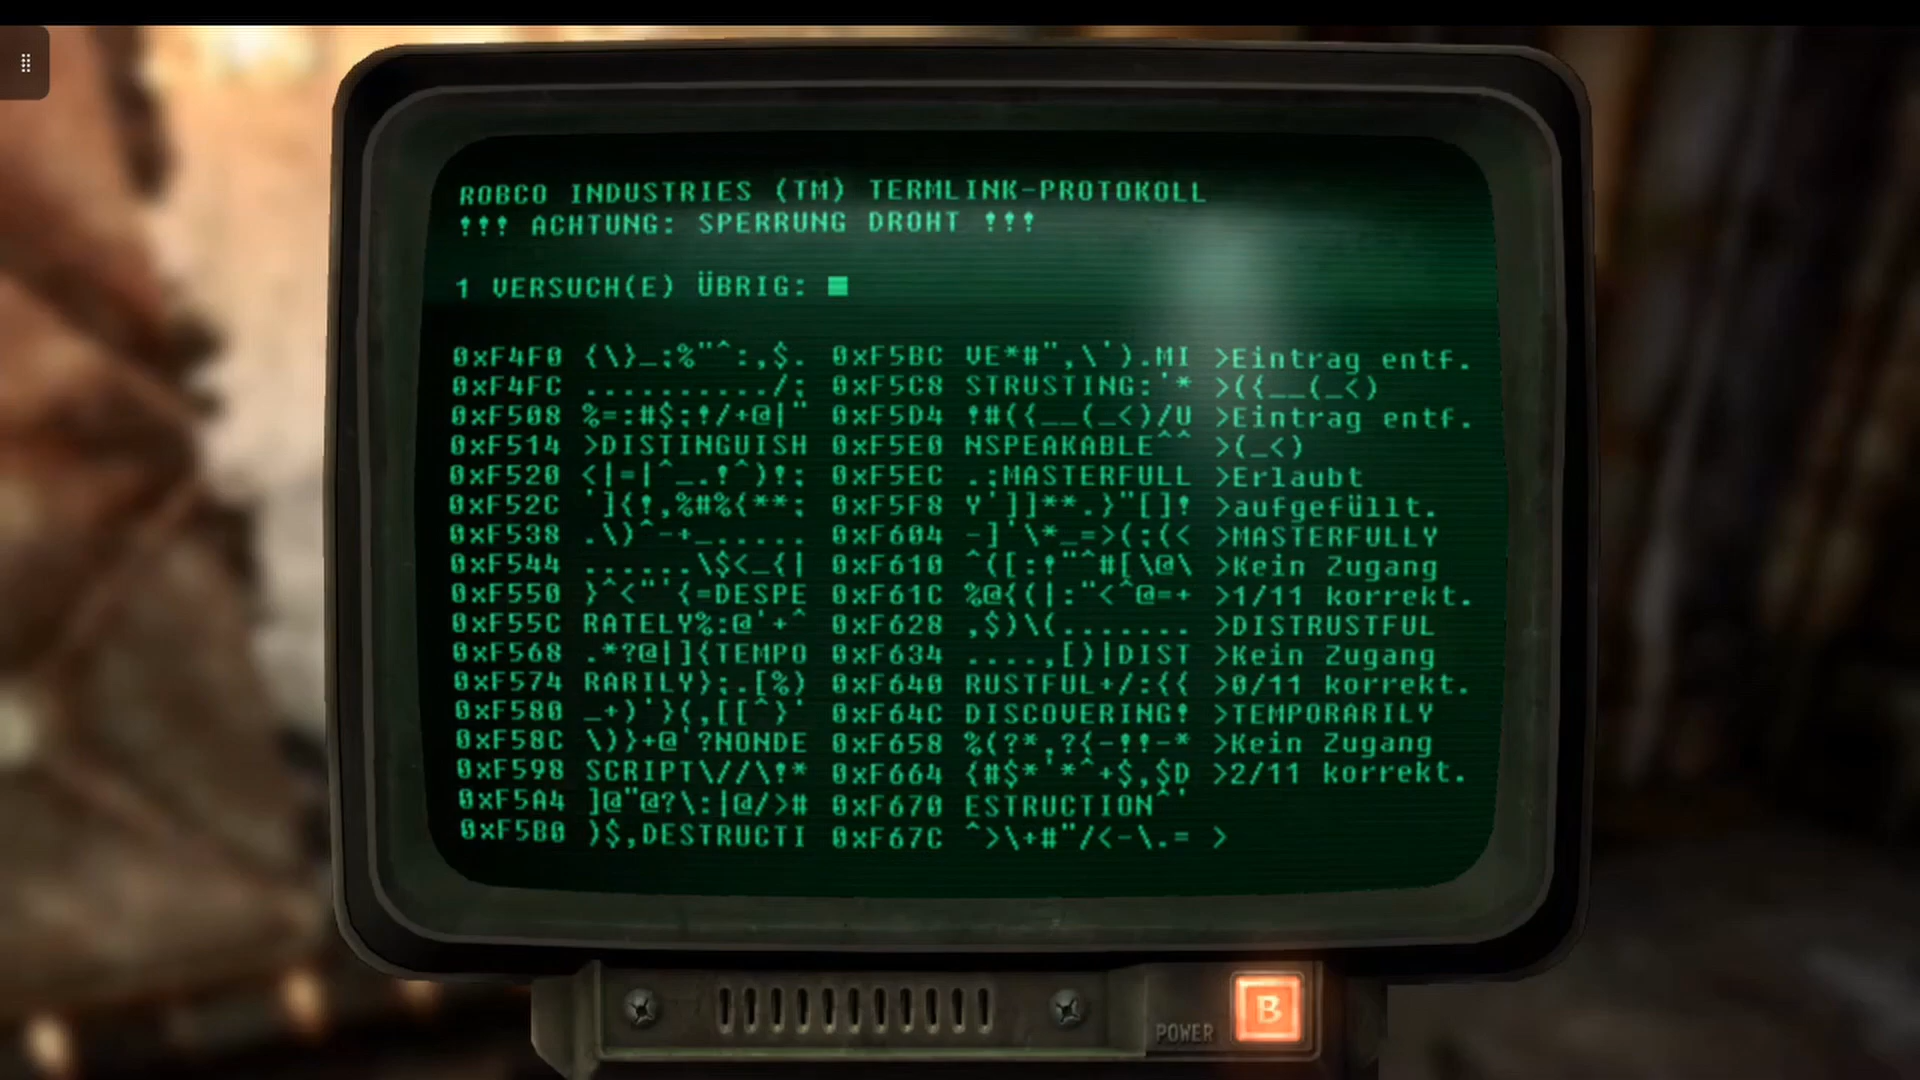 ROBCO INDUSTRIES (TM) TERMLINK-PROTOKOLL
!!! ACHTUNG: SPERRUNG DROHT !!!
1 VERSUCH(E) ÜBRIG:
0xF4F0 {\}_;%"^:,$. 0xF5BC VE*#",\').MI >Eintrag entf.
0xF4FC ........../; 0xF5C8 STRUSTING:'* >({__(_<)
0xF508 %=:#$;!/+@|" 0xF5D4 !#({__(_<)/U >Eintrag entf.
0xF514 >DISTINGUISH 0xF5E0 NSPEAKABLE^^ >(_<)
0xF520 <|=|^_.!^)!; 0xF5EC .;MASTERFULL >Erlaubt
0xF52C ']{!,%#%{**; 0xF5F8 Y']]**.}"[]! >aufgefüllt.
0xF538 .\)^-+_..... 0xF604 -]'\*_=>(;(< >MASTERFULLY
0xF544 ......\$<_{| 0xF610 ^([:!"^#[\@\ >Kein Zugang
0xF550 }^<"'{=DESPE 0xF61C %@{(|:"<^@=+ >1/11 korrekt.
0xF55C RATELY%:@'+^ 0xF628 ,$)\(....... >DISTRUSTFUL
0xF568 .*?@|]{TEMPO 0xF634 ....,[)|DIST >Kein Zugang
0xF574 RARILY};.[%) 0xF640 RUSTFUL+/:{{ >0/11 korrekt.
0xF580 _+)'}(,[[^}' 0xF64C DISCOVERING! >TEMPORARILY
0xF58C \)}+@'?NONDE 0xF658 %(?*,?{-!!-* >Kein Zugang
0xF598 SCRIPT\//\!* 0xF664 {#$*'*^+$,$D >2/11 korrekt.
0xF5A4 ]@"@?\:|@/># 0xF670 ESTRUCTION^'
0xF5B0 )$,DESTRUCTI 0xF67C ^>\+#"/<-\.= >
POWER
B